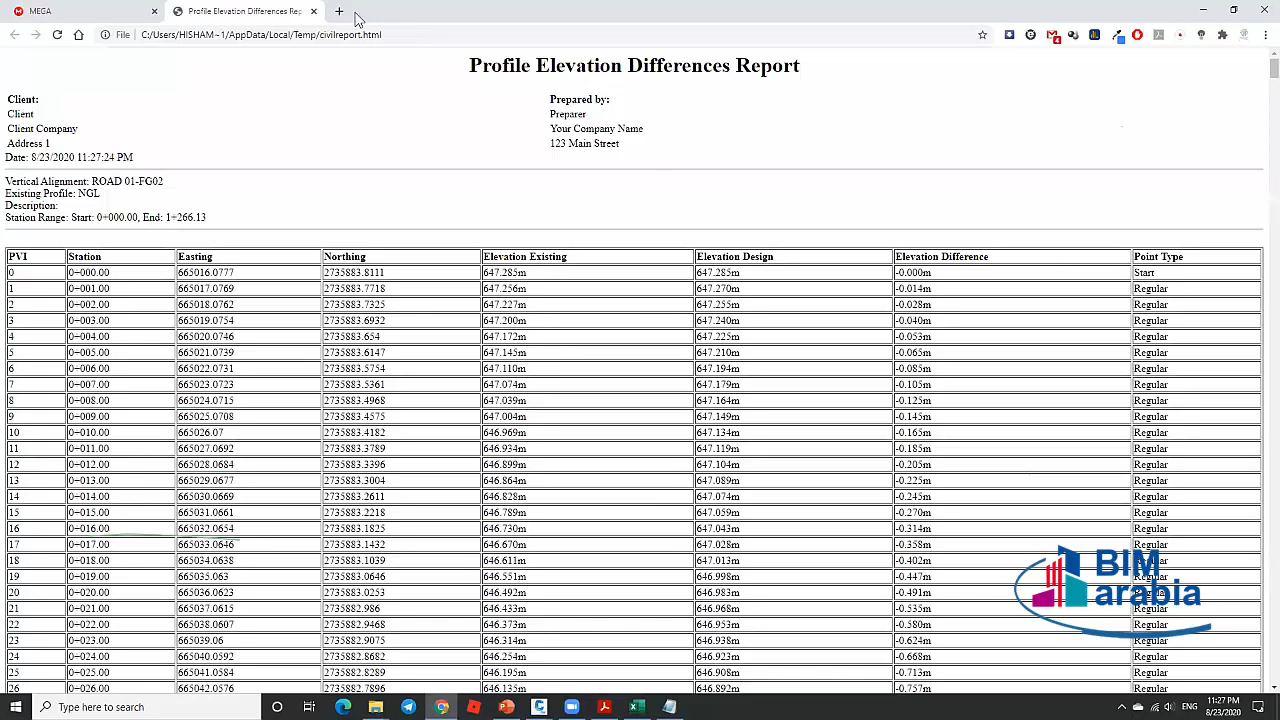 MEGA
Profile Elevation Differences Rep
File C:/Users/HISHAM~1/AppData/Local/Temp/civilreport.html
Profile Elevation Differences Report
Client: Prepared by:
Client Preparer
Client Company Your Company Name
Address 1 123 Main Street
Date: 8/23/2020 11:27:24 PM
Vertical Alignment: ROAD 01-FG02
Existing Profile: NGL
Description:
Station Range: Start: 0+000.00, End: 1+266.13
PVI Station Easting Northing Elevation Existing Elevation Design Elevation Difference Point Type
0 0+000.00 665016.0777 2735883.8111 647.285m 647.285m -0.000m Start
1 0+001.00 665017.0769 2735883.7718 647.256m 647.270m -0.014m Regular
2 0+002.00 665018.0762 2735883.7325 647.227m 647.255m -0.028m Regular
3 0+003.00 665019.0754 2735883.6932 647.200m 647.240m -0.040m Regular
4 0+004.00 665020.0746 2735883.654 647.172m 647.225m -0.053m Regular
5 0+005.00 665021.0739 2735883.6147 647.145m 647.210m -0.065m Regular
6 0+006.00 665022.0731 2735883.5754 647.110m 647.194m -0.085m Regular
7 0+007.00 665023.0723 2735883.5361 647.074m 647.179m -0.105m Regular
8 0+008.00 665024.0715 2735883.4968 647.039m 647.164m -0.125m Regular
9 0+009.00 665025.0708 2735883.4575 647.004m 647.149m -0.145m Regular
10 0+010.00 665026.07 2735883.4182 646.969m 647.134m -0.165m Regular
11 0+011.00 665027.0692 2735883.3789 646.934m 647.119m -0.185m Regular
12 0+012.00 665028.0684 2735883.3396 646.899m 647.104m -0.205m Regular
13 0+013.00 665029.0677 2735883.3004 646.864m 647.089m -0.225m Regular
14 0+014.00 665030.0669 2735883.2611 646.828m 647.074m -0.245m Regular
15 0+015.00 665031.0661 2735883.2218 646.789m 647.059m -0.270m Regular
16 0+016.00 665032.0654 2735883.1825 646.730m 647.043m -0.314m Regular
17 0+017.00 665033.0646 2735883.1432 646.670m 647.028m -0.358m Regular
18 0+018.00 665034.0638 2735883.1039 646.611m 647.013m -0.402m Regular
19 0+019.00 665035.063 2735883.0646 646.551m 646.998m -0.447m Regular
20 0+020.00 665036.0623 2735883.0253 646.492m 646.983m -0.491m Regular
21 0+021.00 665037.0615 2735882.986 646.433m 646.968m -0.535m Regular
22 0+022.00 665038.0607 2735882.9468 646.373m 646.953m -0.580m Regular
23 0+023.00 665039.06 2735882.9075 646.314m 646.938m -0.624m Regular
24 0+024.00 665040.0592 2735882.8682 646.254m 646.923m -0.668m Regular
25 0+025.00 665041.0584 2735882.8289 646.195m 646.908m -0.713m Regular
26 0+026.00 665042.0576 2735882.7896 646.135m 646.892m -0.757m Regular
BIM
arabia
Type here to search
11:27 PM
8/23/2020